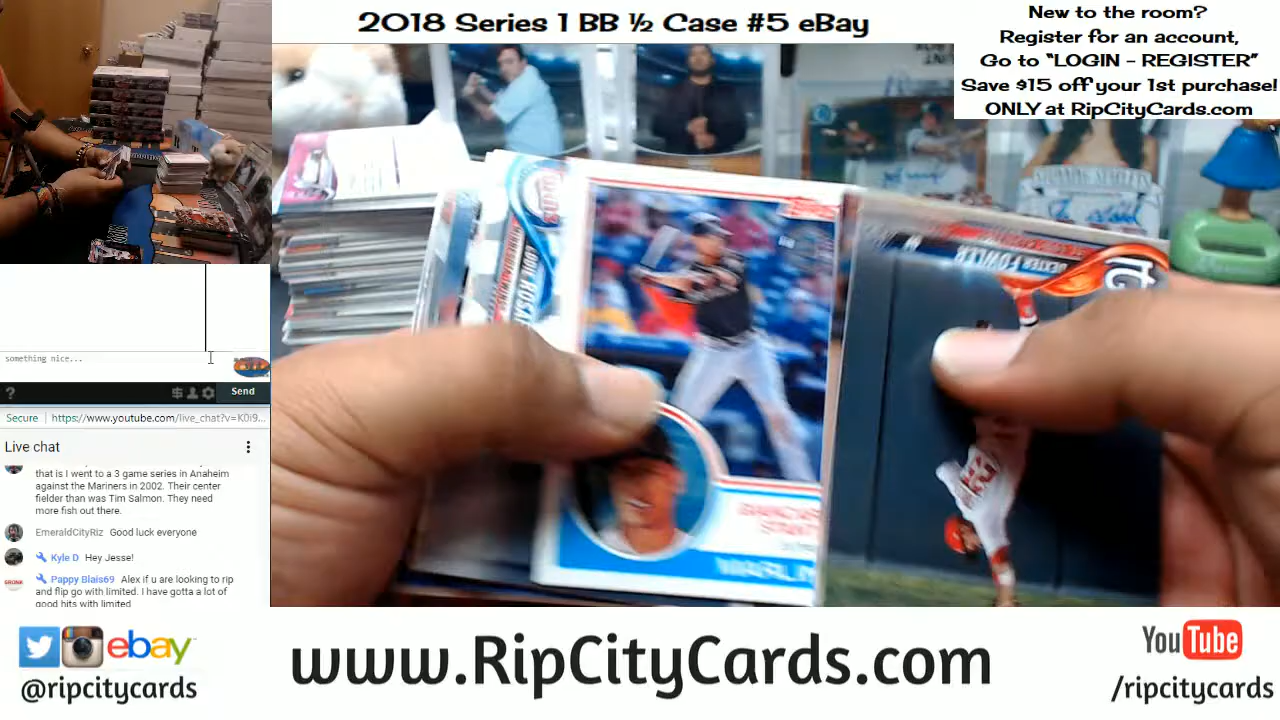 2018 Series 1 BB ½ Case #5 eBay
New to the room?
Register for an account,
Go to “LOGIN - REGISTER”
Save $15 off your 1st purchase!
ONLY at RipCityCards.com
something nice...
?
Send
Secure
https://www.youtube.com/live_chat?v=K0i9...
Live chat
that is I went to a 3 game series in Anaheim
against the Mariners in 2002. Their center
fielder than was Tim Salmon. They need
more fish out there.
EmeraldCityRiz Good luck everyone
Kyle D Hey Jesse!
Pappy Blais69 Alex if u are looking to rip
and flip go with limited. I have gotta a lot of
good hits with limited
DEXTER FOWLER
ebay
@ripcitycards
www.RipCityCards.com
YouTube
/ripcitycards